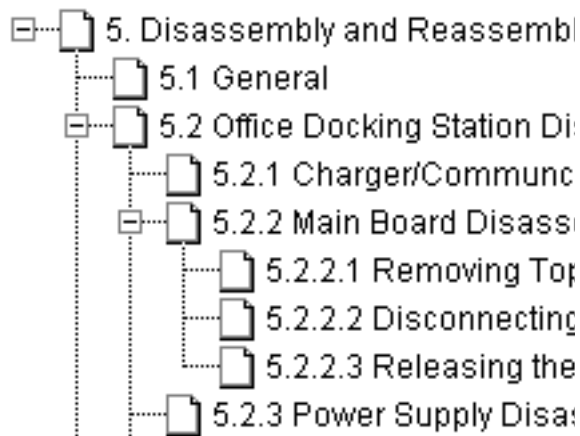 5. Disassembly and Reassembl
5.1 General
5.2 Office Docking Station Dis
5.2.1 Charger/Communc
5.2.2 Main Board Disasse
5.2.2.1 Removing Top
5.2.2.2 Disconnecting
5.2.2.3 Releasing the
5.2.3 Power Supply Disas